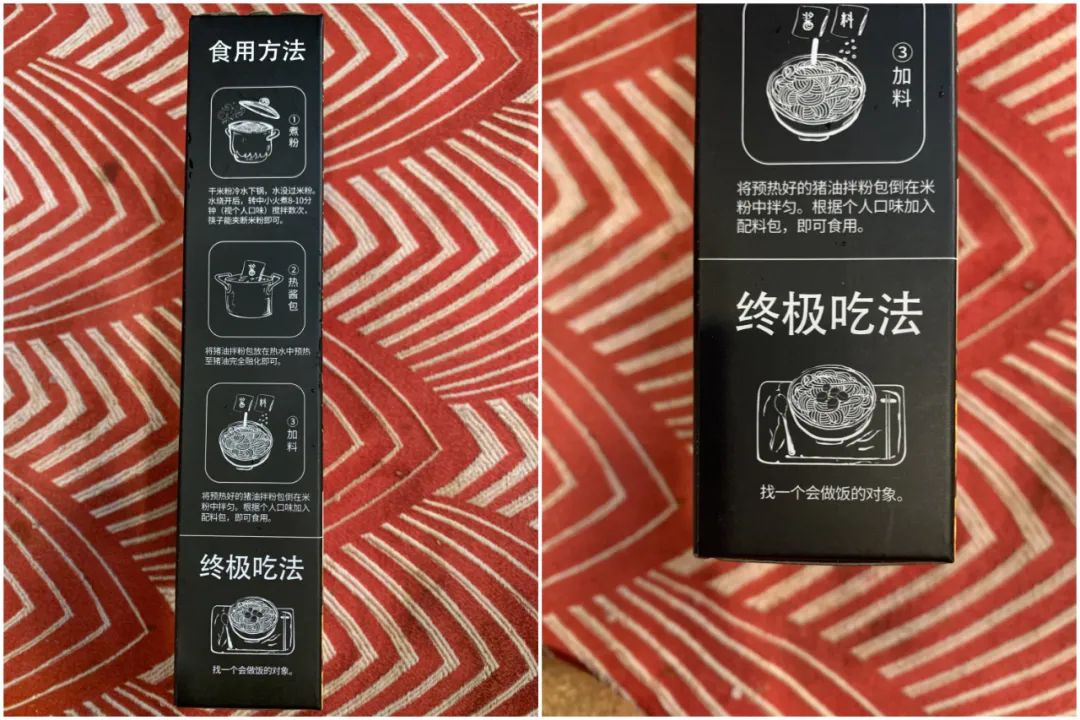 食用方法
①煮粉
干米粉冷水下锅，水没过米粉。
水烧开后，转中小火煮8-10分
钟（视个人口味）搅拌数次，
筷子能夹断米粉即可。
酱
②热酱包
将猪油拌粉包放在热水中预热
至猪油完全融化即可。
酱 料
③加料
将预热好的猪油拌粉包倒在米
粉中拌匀。根据个人口味加入
配料包，即可食用。
终极吃法
找一个会做饭的对象。
酱 料
③加料
将预热好的猪油拌粉包倒在米
粉中拌匀。根据个人口味加入
配料包，即可食用。
终极吃法
找一个会做饭的对象。